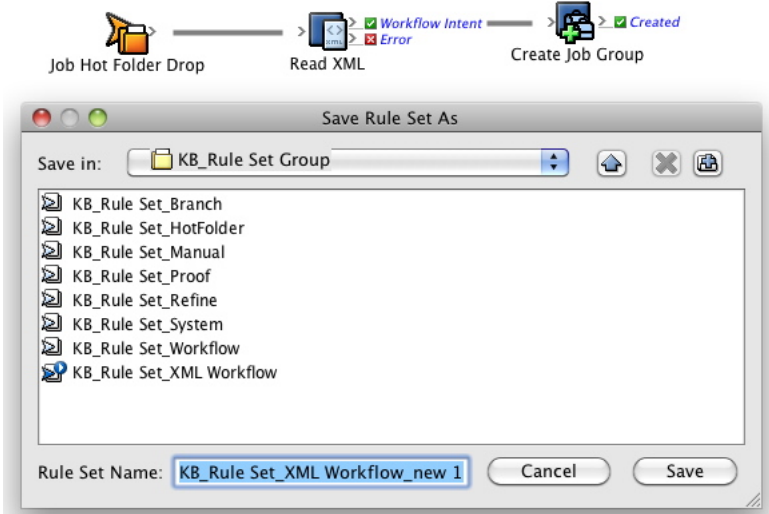 Workflow Intent
Error
Created
Job Hot Folder Drop
Read XML
Create Job Group
Save Rule Set As
Save in: KB_Rule Set Group
KB_Rule Set_Branch
KB_Rule Set_HotFolder
KB_Rule Set_Manual
KB_Rule Set_Proof
KB_Rule Set_Refine
KB_Rule Set_System
KB_Rule Set_Workflow
KB_Rule Set_XML Workflow
Rule Set Name: KB_Rule Set_XML Workflow_new 1 Cancel Save